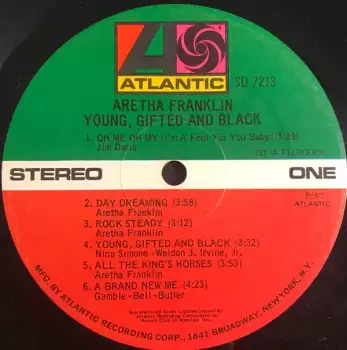 ATLANTIC
SD 7213
ARETHA FRANKLIN
YOUNG, GIFTED AND BLACK
1. OH ME OH MY (I'm A Fool For You Baby)
Jim Doris
STEREO ONE
ATLANTIC
2. DAY DREAMING (3:58)
Aretha Franklin
3. ROCK STEADY (3:12)
Aretha Franklin
4. YOUNG, GIFTED AND BLACK (3:32)
Nina Simone - Weldon J. Irvine, Jr.
5. ALL THE KING'S HORSES (3:53)
Aretha Franklin
6. A BRAND NEW ME (4:23)
Gamble-Bell-Butler
MFG. BY ATLANTIC RECORDING CORP., 1841 BROADWAY, NEW YORK, N.Y.